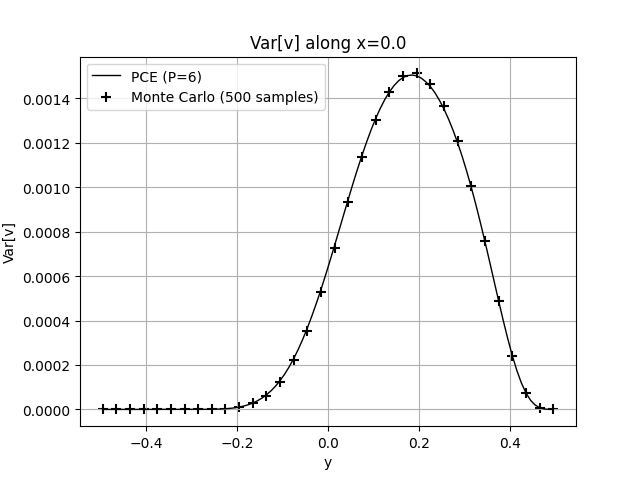 Var[v] along x=0.0
PCE (P=6)
Monte Carlo (500 samples)
Var[v]
0.0014
0.0012
0.0010
0.0008
0.0006
0.0004
0.0002
0.0000
−0.4 −0.2 0.0 0.2 0.4
y